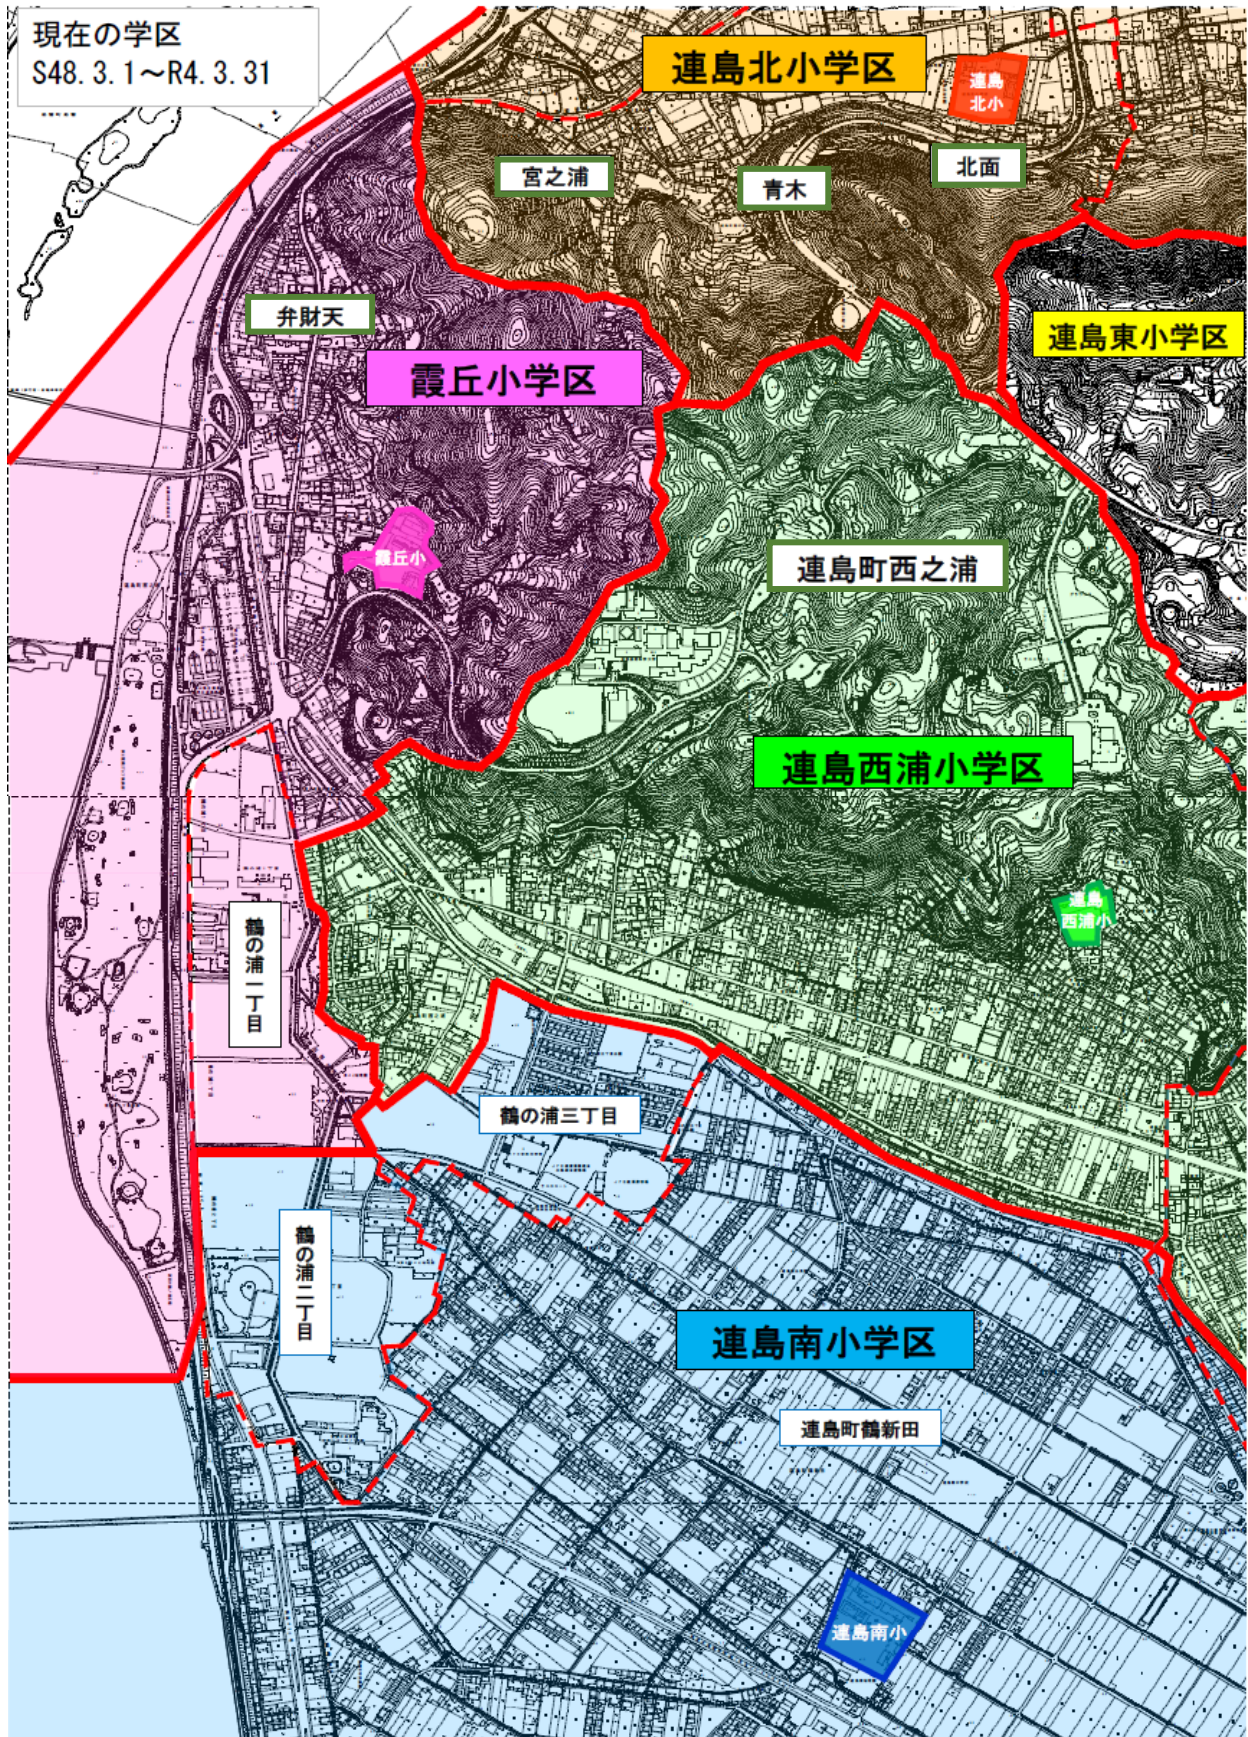 現在の学区
S48.3.1～R4.3.31
連島北小学区
連島
北小
宮之浦
青木
北面
弁財天
連島東小学区
霞丘小学区
霞丘小
連島町西之浦
連島西浦小学区
連島
西浦小
鶴の浦一丁目
鶴の浦三丁目
鶴の浦二丁目
連島南小学区
連島町鶴新田
連島南小